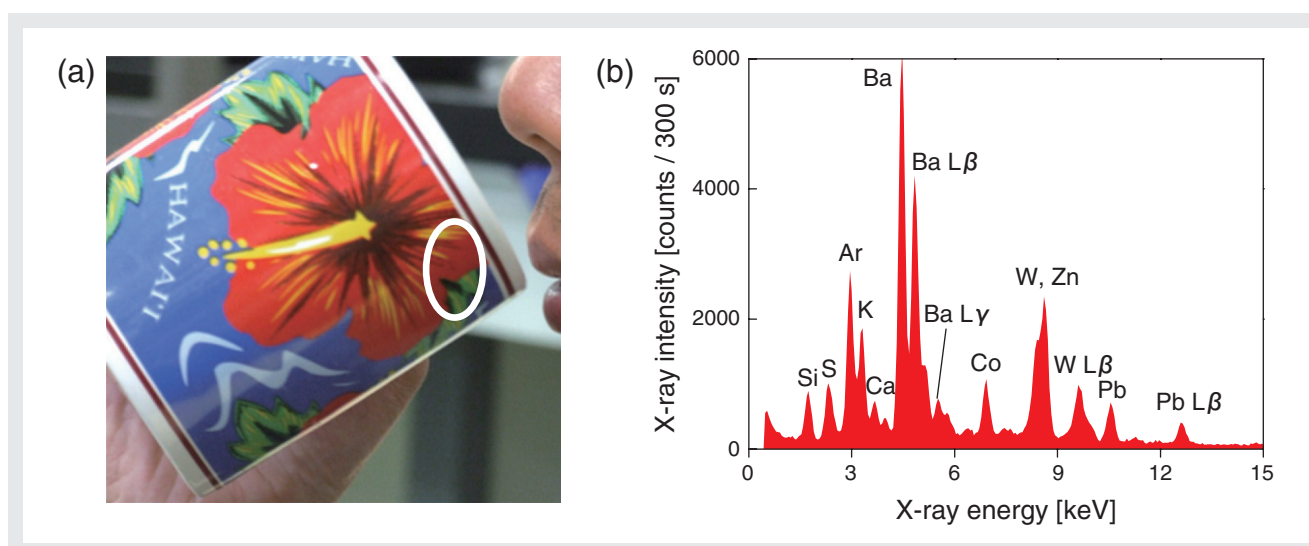 (a)
HAWAI'I
HAWAI'I
(b)
X-ray intensity [counts / 300 s]
6000
4000
2000
0
Ba
Ba Lβ
Ar
K
Ba Lγ
W, Zn
Si
S
Ca
Co
W Lβ
Pb
Pb Lβ
0
3
6
9
12
15
X-ray energy [keV]